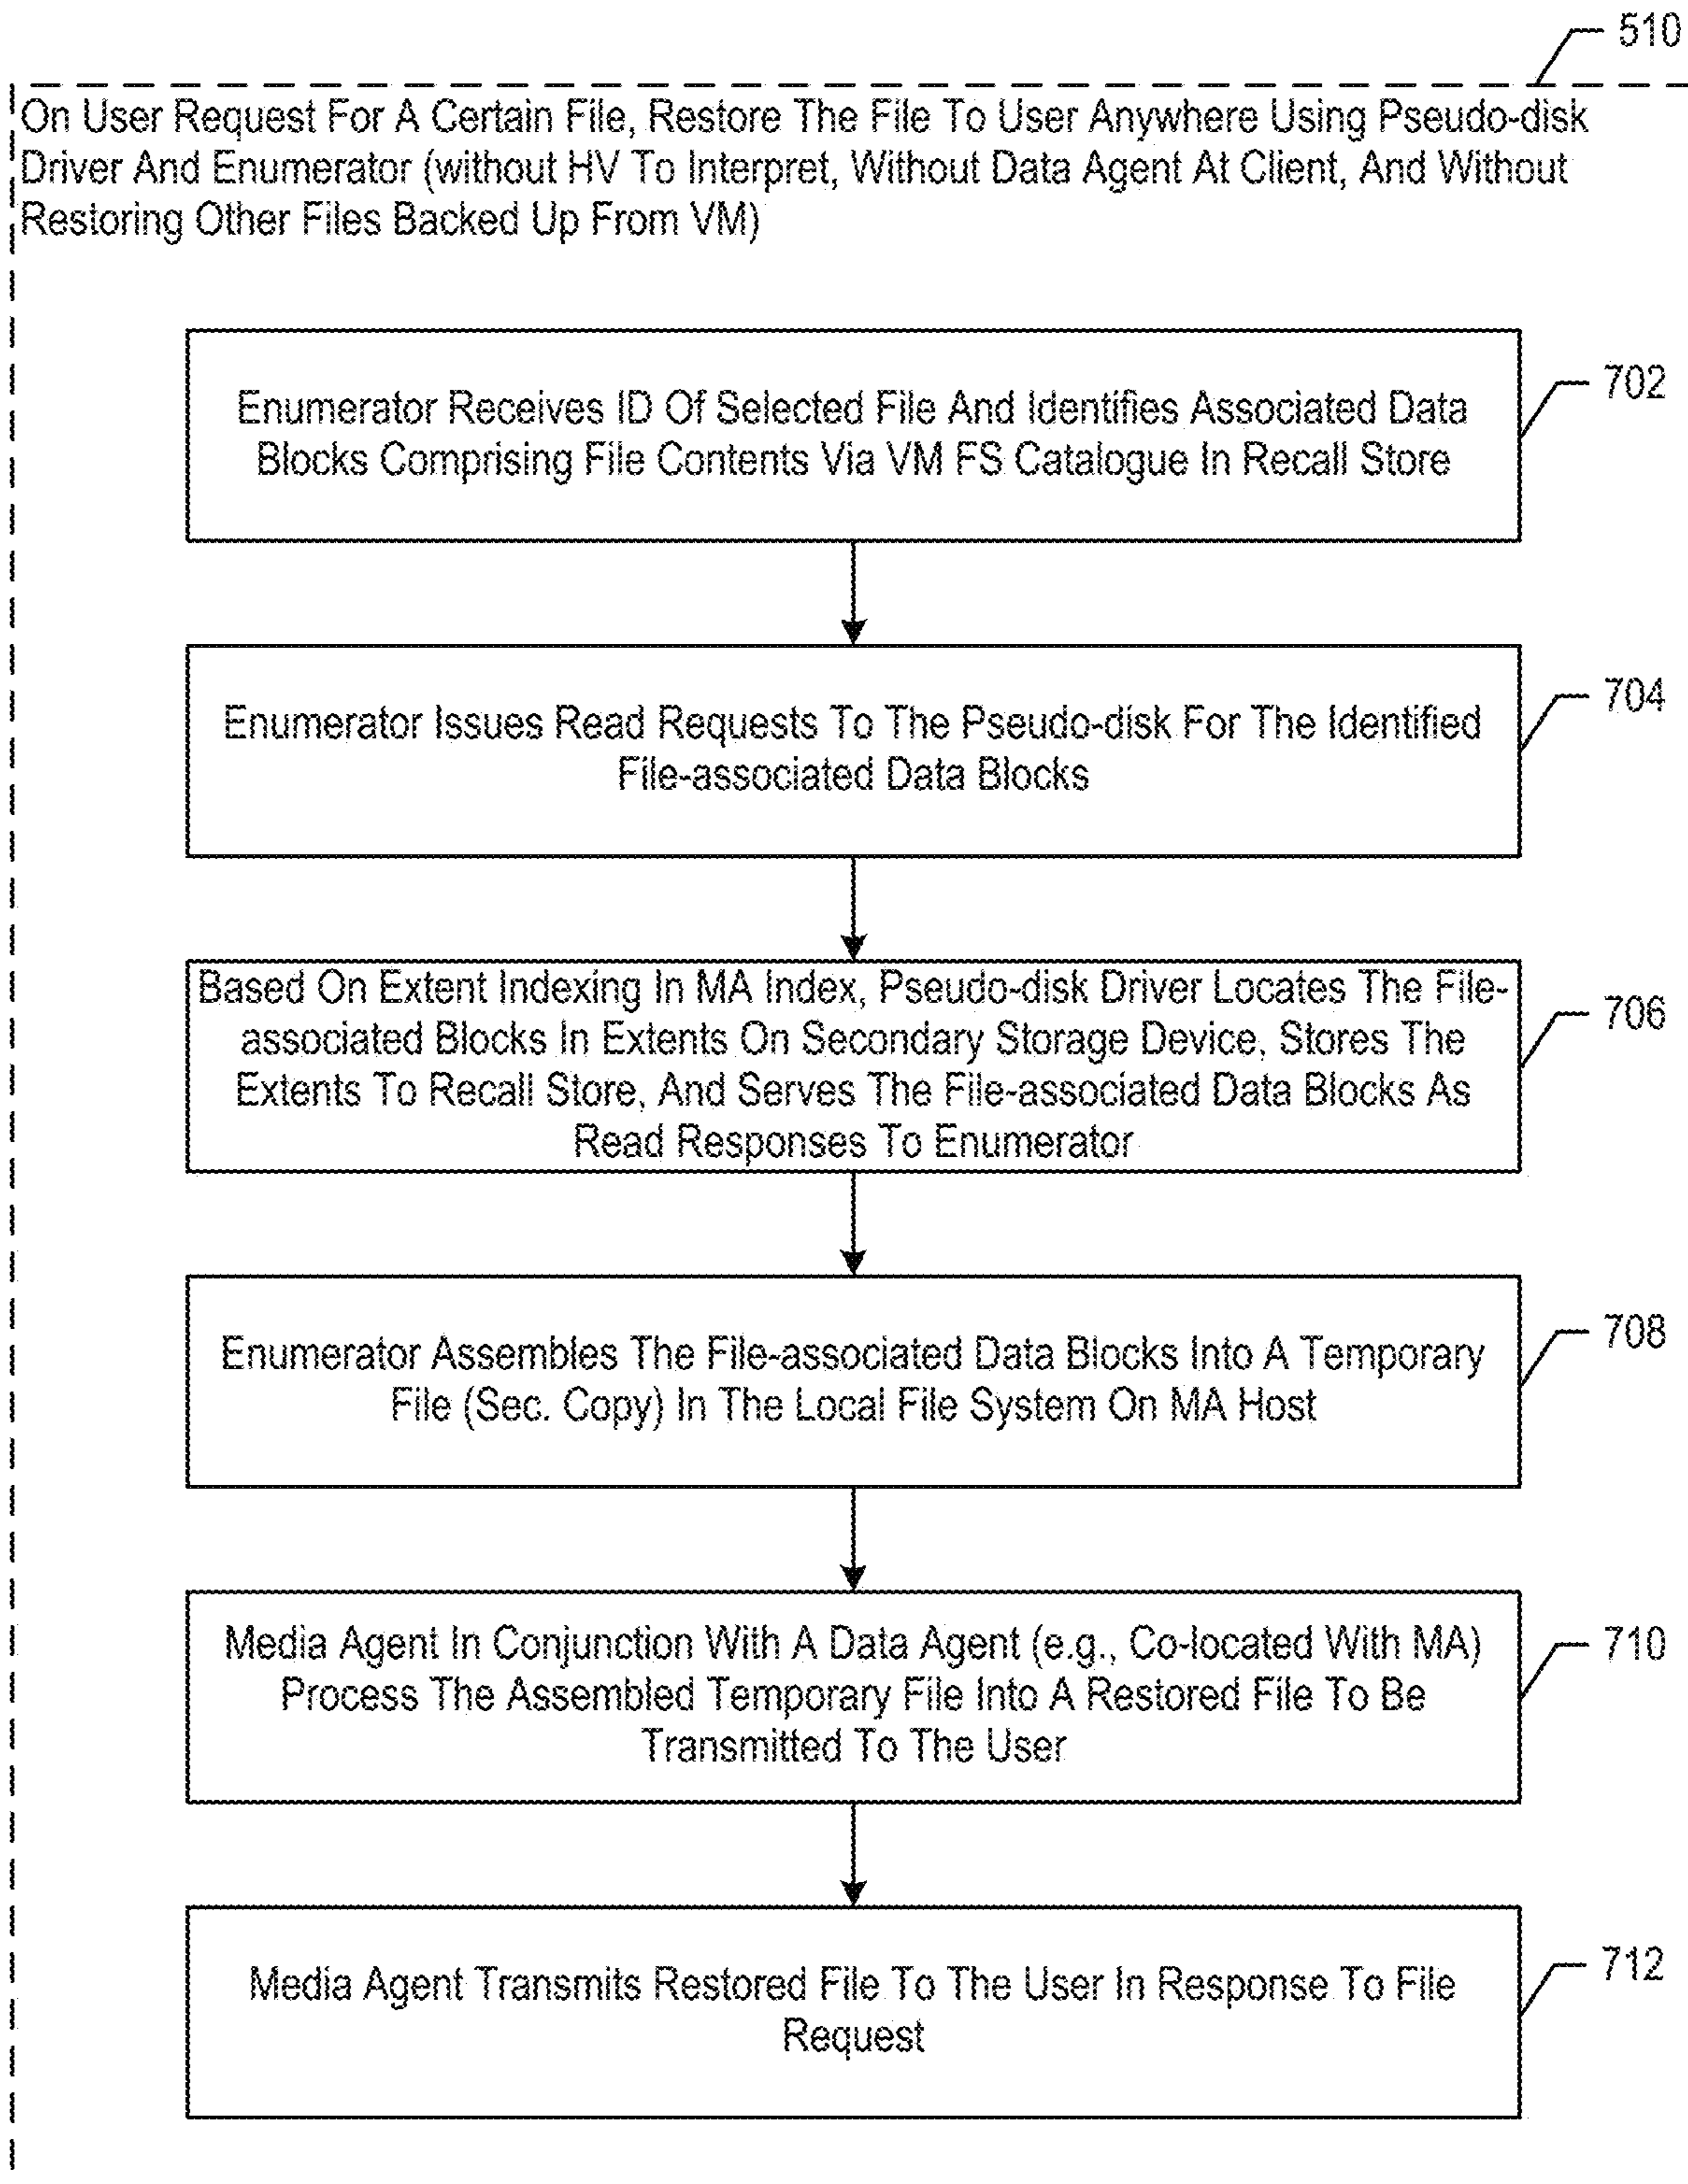 510
On User Request For A Certain File, Restore The File To User Anywhere Using Pseudo-disk
Driver And Enumerator (without HV To Interpret, Without Data Agent At Client, And Without
Restoring Other Files Backed Up From VM)
Enumerator Receives ID Of Selected File And Identifies Associated Data
Blocks Comprising File Contents Via VM FS Catalogue In Recall Store
702
Enumerator Issues Read Requests To The Pseudo-disk For The Identified
File-associated Data Blocks
704
Based On Extent Indexing In MA Index, Pseudo-disk Driver Locates The File-
associated Blocks In Extents On Secondary Storage Device, Stores The
Extents To Recall Store, And Serves The File-associated Data Blocks As
Read Responses To Enumerator
706
Enumerator Assembles The File-associated Data Blocks Into A Temporary
File (Sec. Copy) In The Local File System On MA Host
708
Media Agent In Conjunction With A Data Agent (e.g., Co-located With MA)
Process The Assembled Temporary File Into A Restored File To Be
Transmitted To The User
710
Media Agent Transmits Restored File To The User In Response To File
Request
712